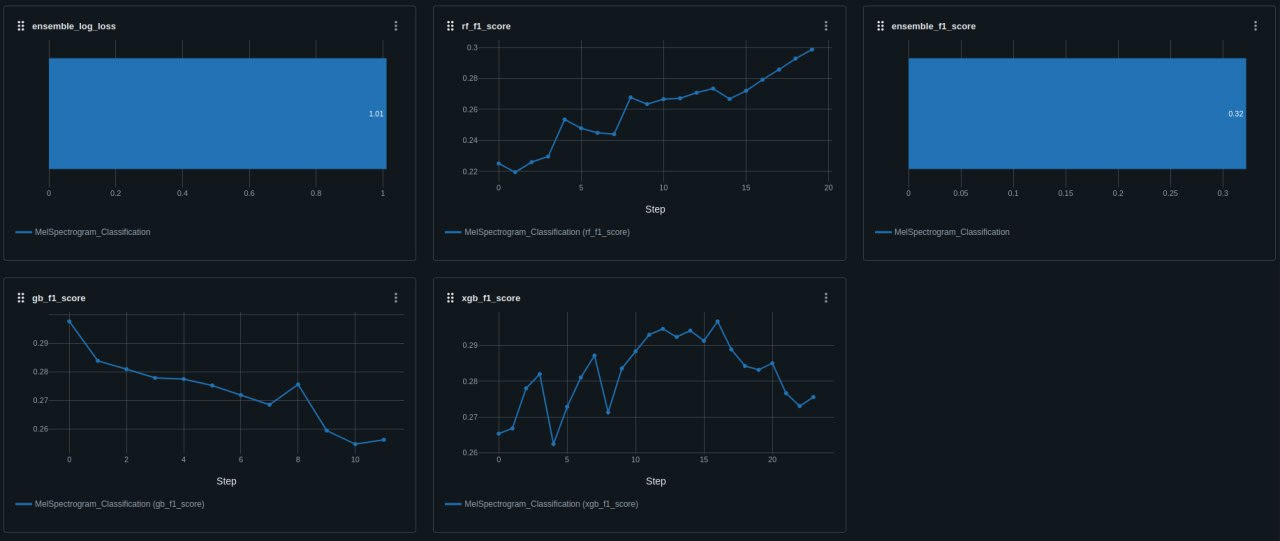 ensemble_log_loss
1.01
0 0.2 0.4 0.6 0.8 1
MelSpectrogram_Classification
rf_f1_score
0.3
0.28
0.26
0.24
0.22
0 5 10 15 20
Step
MelSpectrogram_Classification (rf_f1_score)
ensemble_f1_score
0.32
0 0.05 0.1 0.15 0.2 0.25 0.3
MelSpectrogram_Classification
gb_f1_score
0.29
0.28
0.27
0.26
0 2 4 6 8 10
Step
MelSpectrogram_Classification (gb_f1_score)
xgb_f1_score
0.29
0.28
0.27
0.26
0 5 10 15 20
Step
MelSpectrogram_Classification (xgb_f1_score)